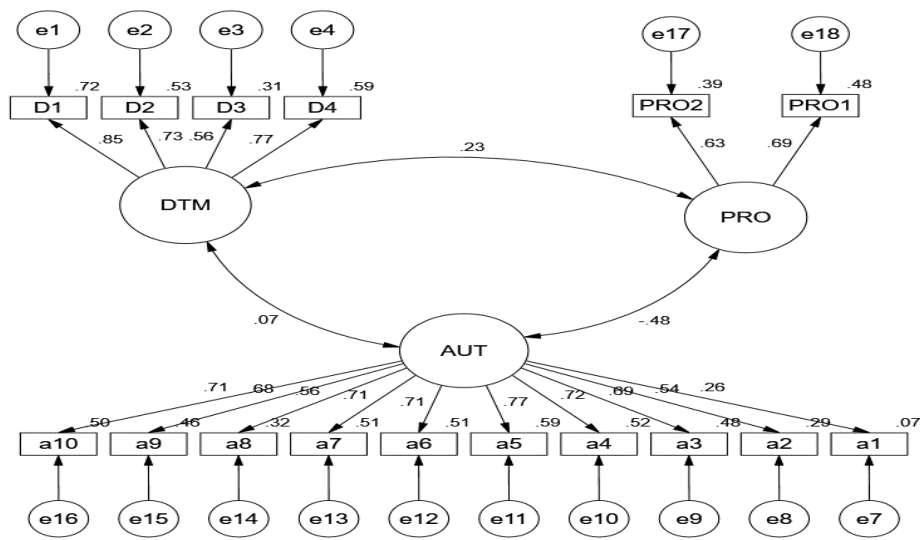 e1 e2 e3 e4 e17 e18
.72 .53 .31 .59 .39 .48
D1 D2 D3 D4 PRO2 PRO1
.85 .73 .56 .77 .23 .63 .69
DTM PRO
.07 -.48
AUT
.71 .68 .56 .71 .71 .77 .72 .69 .54 .26
.50 .46 .32 .51 .51 .59 .52 .48 .29 .07
a10 a9 a8 a7 a6 a5 a4 a3 a2 a1
e16 e15 e14 e13 e12 e11 e10 e9 e8 e7